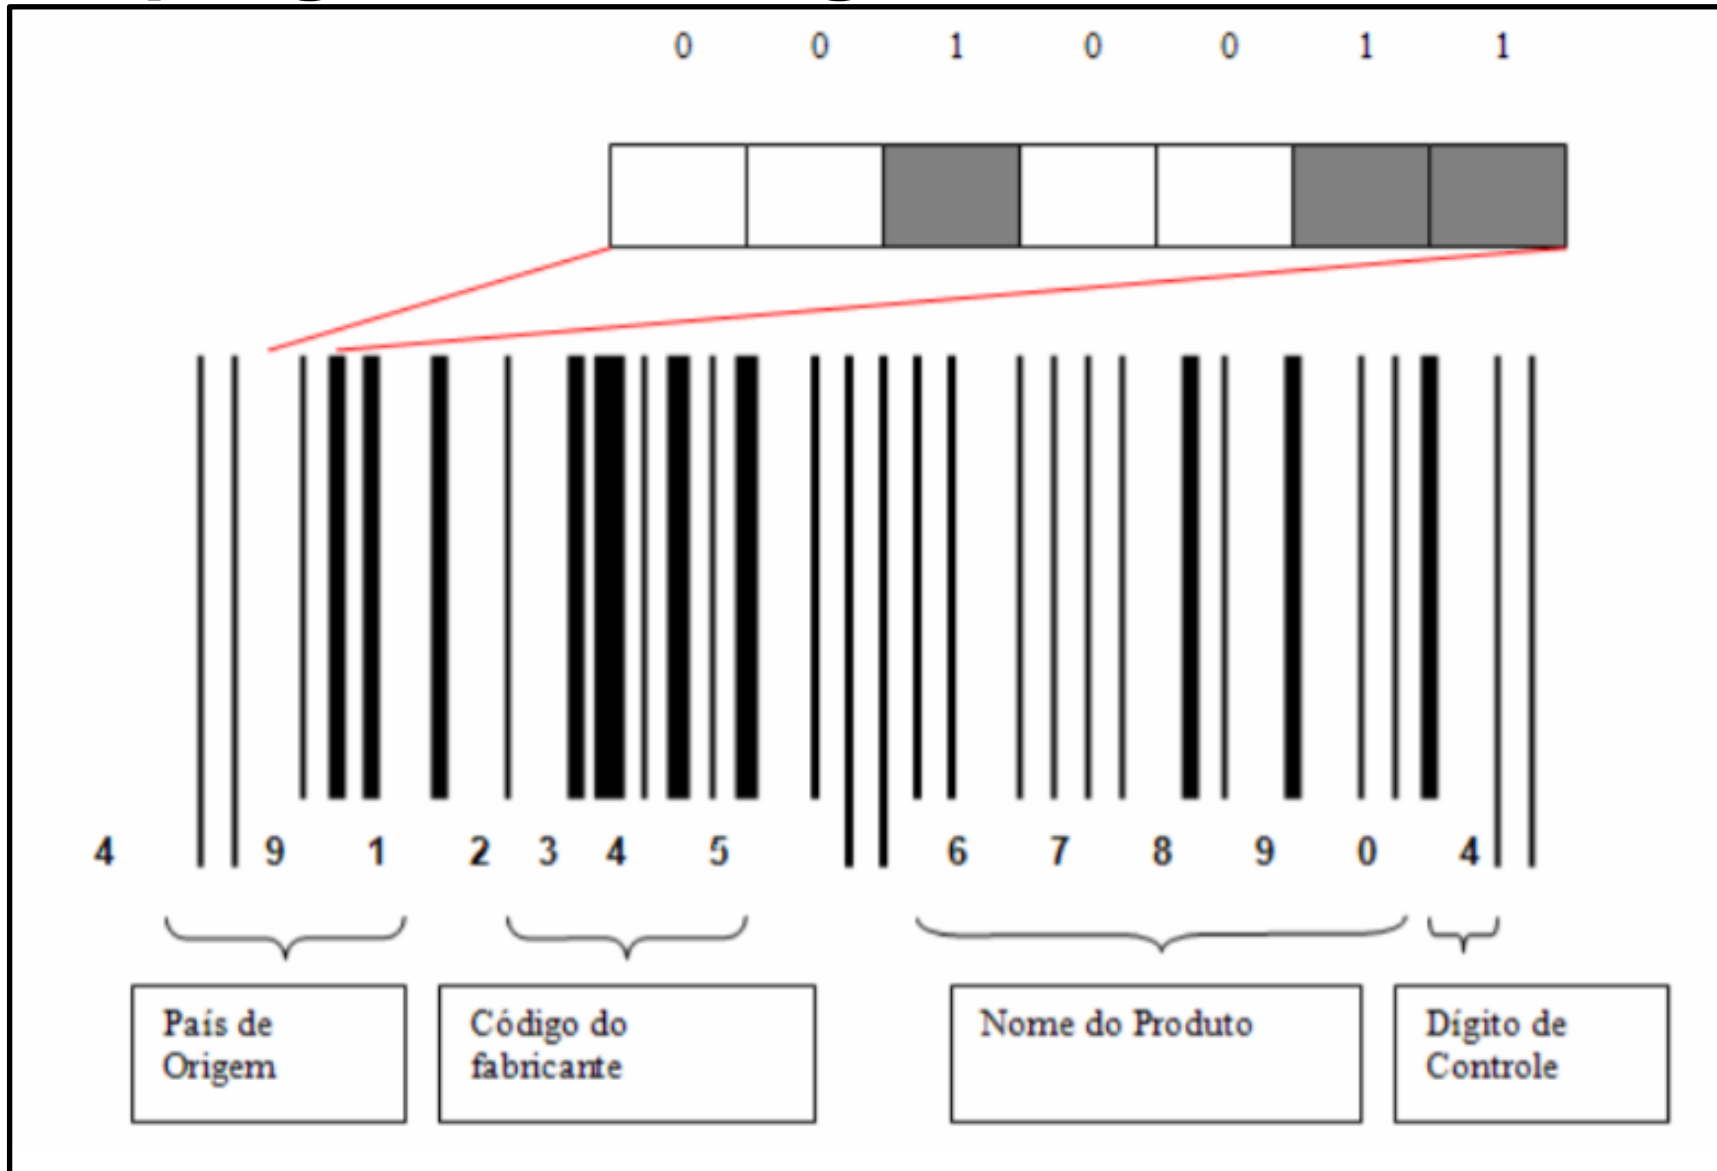 0 0 1 0 0 1 1
4 9 1 2 3 4 5 6 7 8 9 0 4
País de
Origem
Código do
fabricante
Nome do Produto
Dígito de
Controle